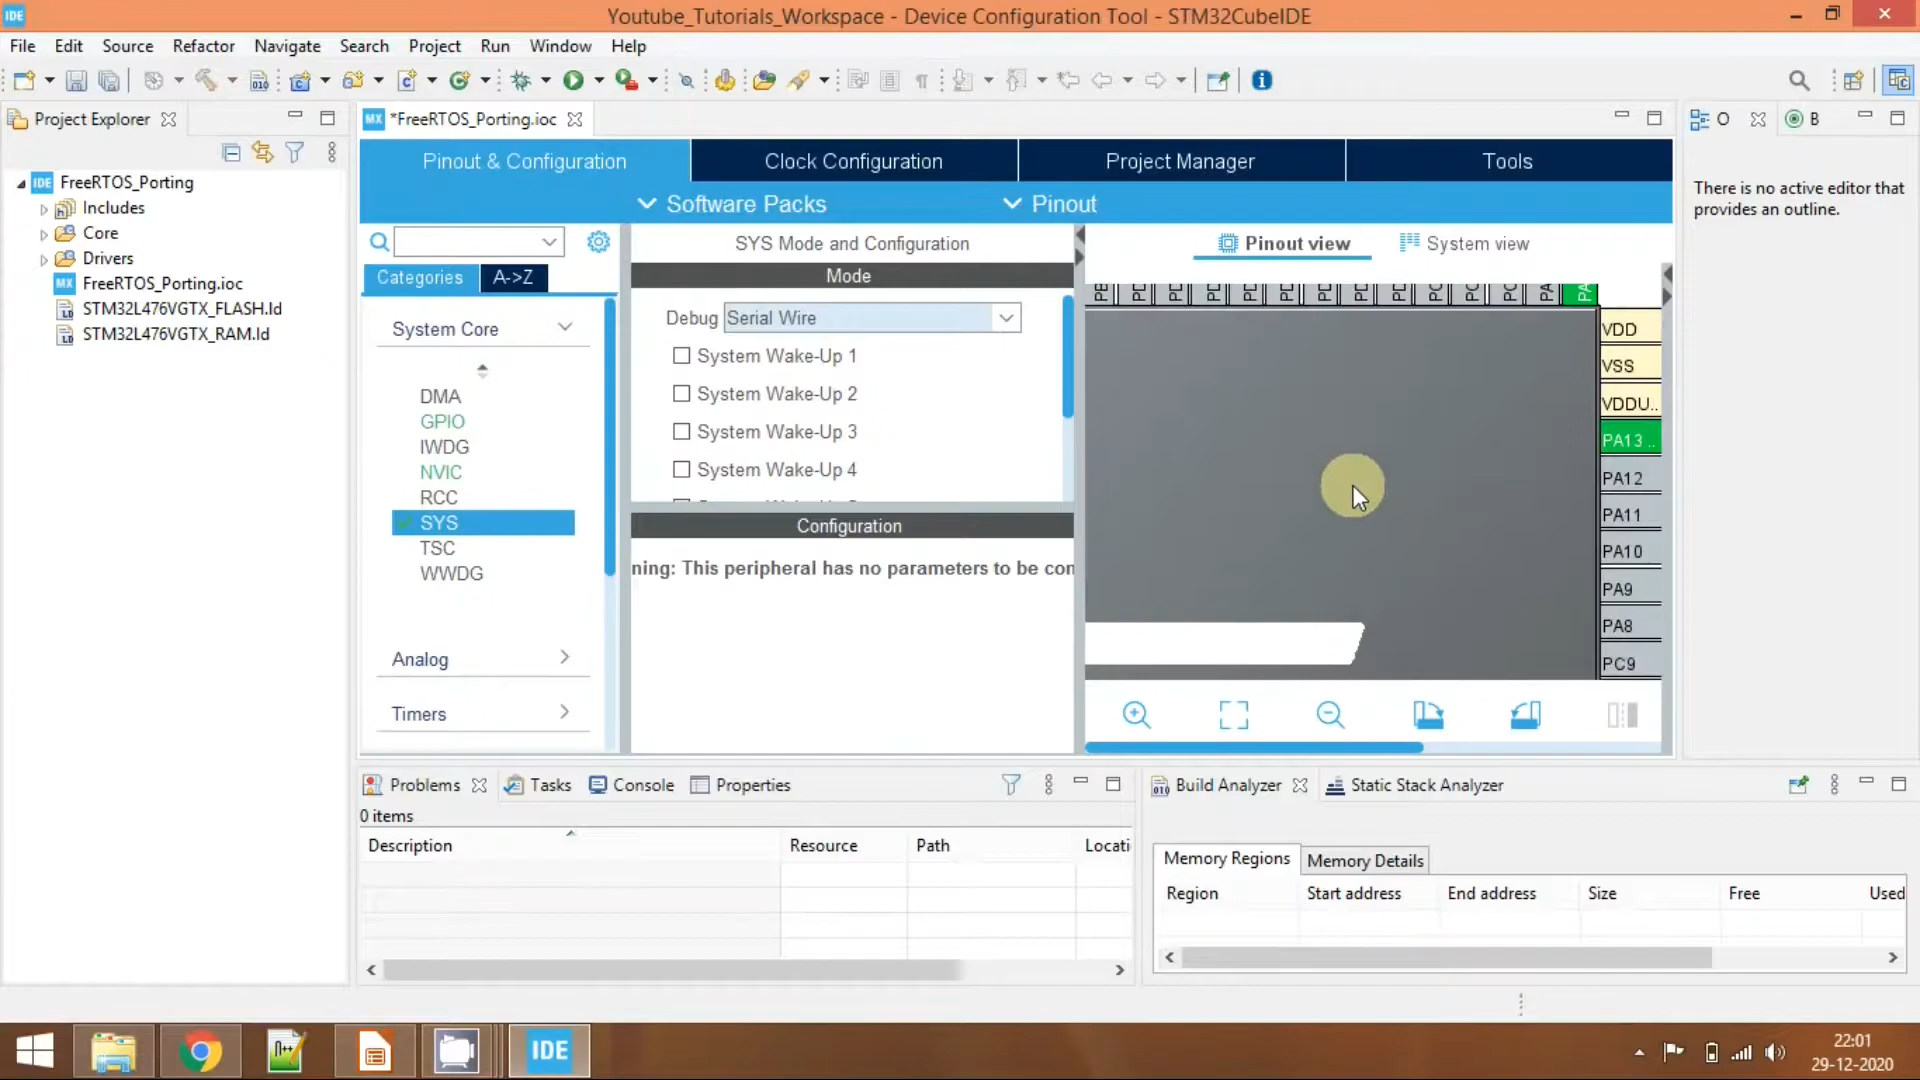 IDE
Youtube_Tutorials_Workspace - Device Configuration Tool - STM32CubeIDE
File Edit Source Refactor Navigate Search Project Run Window Help
Project Explorer
MX *FreeRTOS_Porting.ioc
O
B
Pinout & Configuration
Clock Configuration
Project Manager
Tools
There is no active editor that
provides an outline.
IDE FreeRTOS_Porting
Includes
Core
Drivers
MX FreeRTOS_Porting.ioc
STM32L476VGTX_FLASH.ld
STM32L476VGTX_RAM.ld
Software Packs
Pinout
SYS Mode and Configuration
Pinout view
System view
Categories
A->Z
Mode
System Core
DMA
GPIO
IWDG
NVIC
RCC
SYS
TSC
WWDG
Analog
Timers
Debug Serial Wire
System Wake-Up 1
System Wake-Up 2
System Wake-Up 3
System Wake-Up 4
Configuration
ning: This peripheral has no parameters to be con
VDD
VSS
VDDU..
PA13 ..
PA12
PA11
PA10
PA9
PA8
PC9
Problems
Tasks
Console
Properties
0 items
Description
Resource
Path
Locati
010 Build Analyzer
Static Stack Analyzer
Memory Regions
Memory Details
Region
Start address
End address
Size
Free
Used
IDE
22:01
29-12-2020